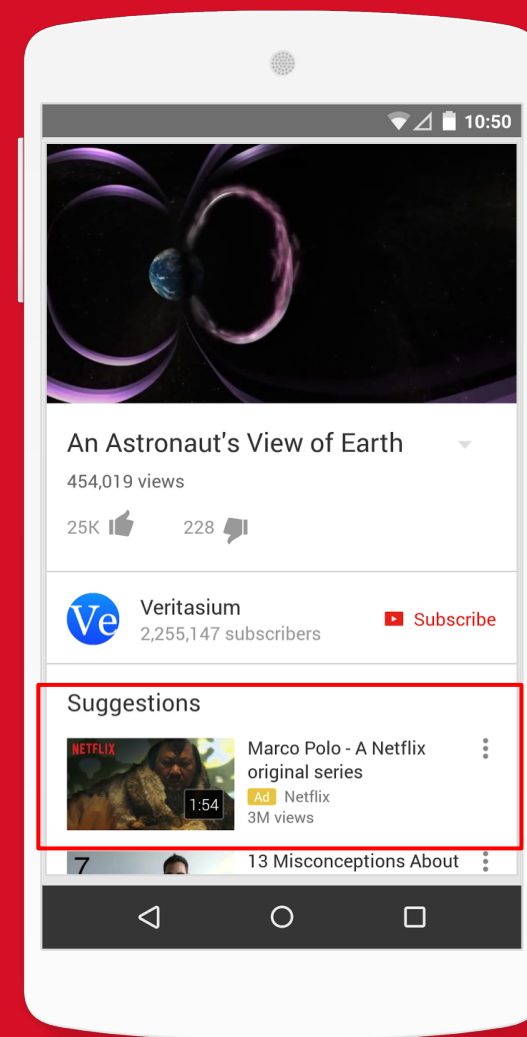 10:50
An Astronaut's View of Earth
454,019 views
25K 228
Ve Veritasium
2,255,147 subscribers
Subscribe
Suggestions
NETFLIX
1:54
Marco Polo - A Netflix
original series
Ad Netflix
3M views
7
13 Misconceptions About